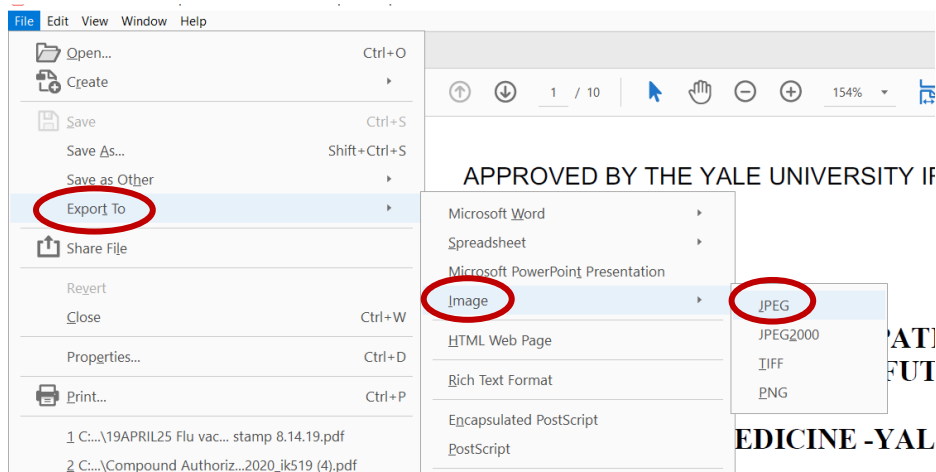 File Edit View Window Help
Open... Ctrl+O
Create
Save Ctrl+S
Save As... Shift+Ctrl+S
Save as Other
Export To
Share File
Revert
Close Ctrl+W
Properties... Ctrl+D
Print... Ctrl+P
1 C:...\19APRIL25 Flu vac... stamp 8.14.19.pdf
2 C:...\Compound Authoriz...2020_ik519 (4).pdf
1 / 10 154%
APPROVED BY THE YALE UNIVERSITY
Microsoft Word
Spreadsheet
Microsoft PowerPoint Presentation
Image
HTML Web Page
Rich Text Format
Encapsulated PostScript
PostScript
JPEG
JPEG2000
TIFF
PNG
EDICINE -YAL